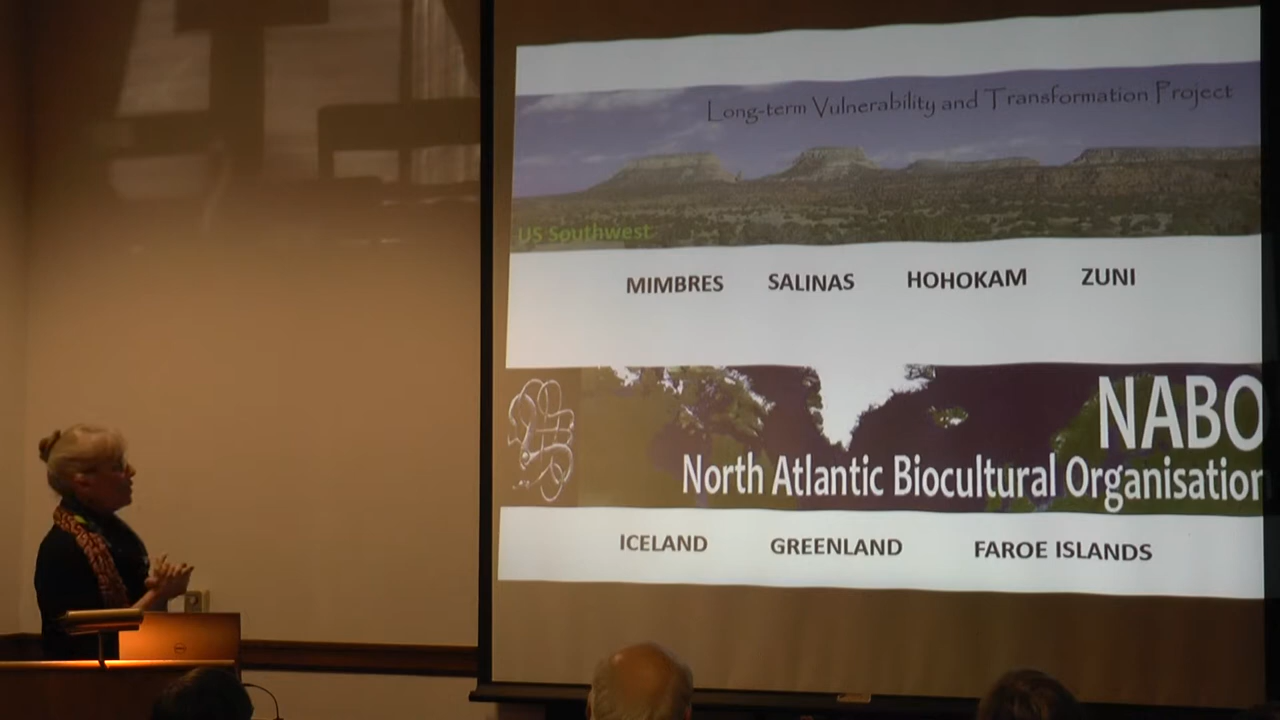 Long-term Vulnerability and Transformation Project
US Southwest
MIMBRES SALINAS HOHOKAM ZUNI
NABO
North Atlantic Biocultural Organisation
ICELAND GREENLAND FAROE ISLANDS
DELL